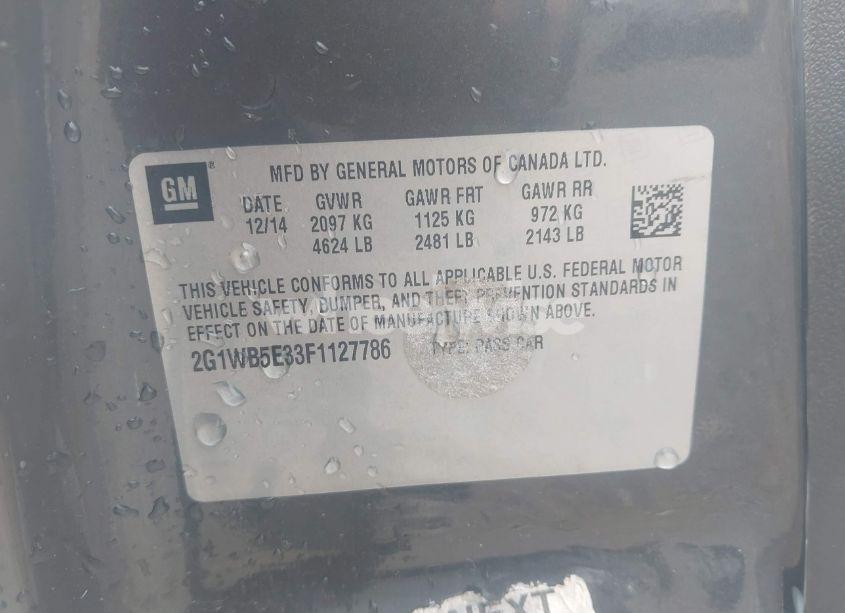 GM
MFD BY GENERAL MOTORS OF CANADA LTD.
DATE GVWR GAWR FRT GAWR RR
12/14 2097 KG 1125 KG 972 KG
4624 LB 2481 LB 2143 LB
THIS VEHICLE CONFORMS TO ALL APPLICABLE U.S. FEDERAL MOTOR
VEHICLE SAFETY, BUMPER, AND THEFT PREVENTION STANDARDS IN
EFFECT ON THE DATE OF MANUFACTURE SHOWN ABOVE.
2G1WB5E33F1127786 TYPE: PASS CAR